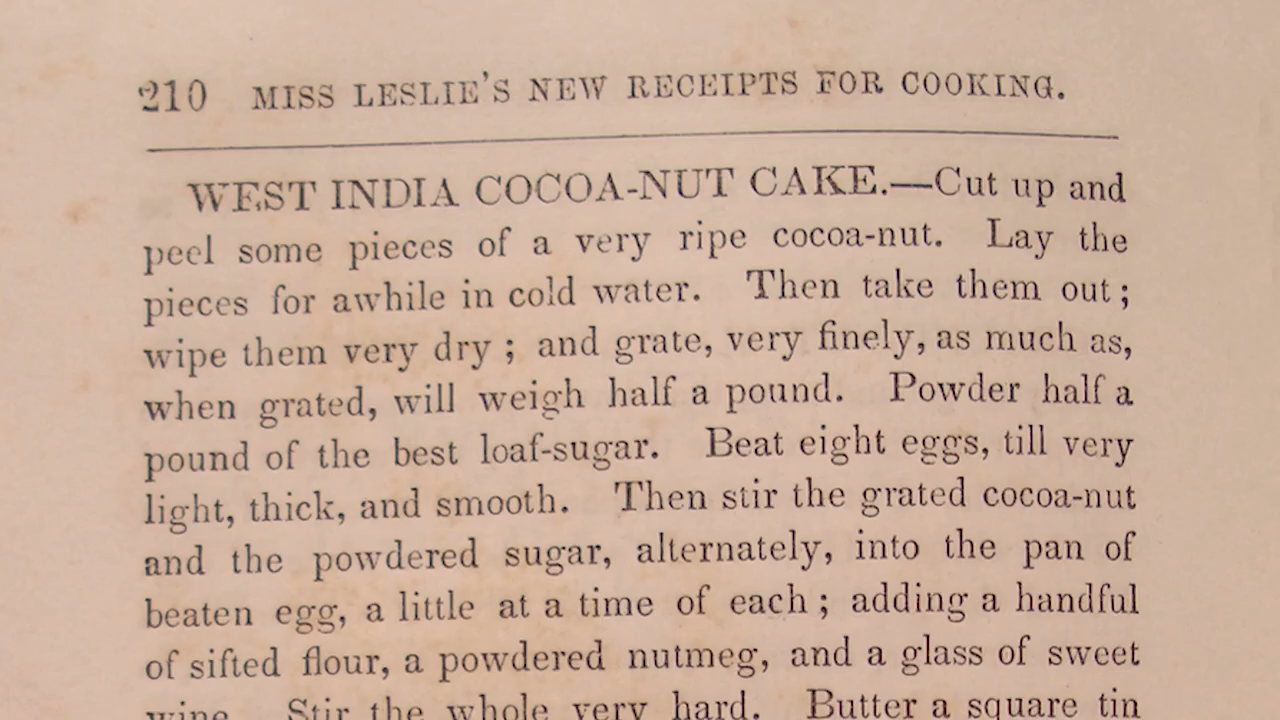 210 MISS LESLIE'S NEW RECEIPTS FOR COOKING.
WEST INDIA COCOA-NUT CAKE.—Cut up and
peel some pieces of a very ripe cocoa-nut. Lay the
pieces for awhile in cold water. Then take them out;
wipe them very dry; and grate, very finely, as much as,
when grated, will weigh half a pound. Powder half a
pound of the best loaf-sugar. Beat eight eggs, till very
light, thick, and smooth. Then stir the grated cocoa-nut
and the powdered sugar, alternately, into the pan of
beaten egg, a little at a time of each; adding a handful
of sifted flour, a powdered nutmeg, and a glass of sweet
wine. Stir the whole very hard. Butter a square tin